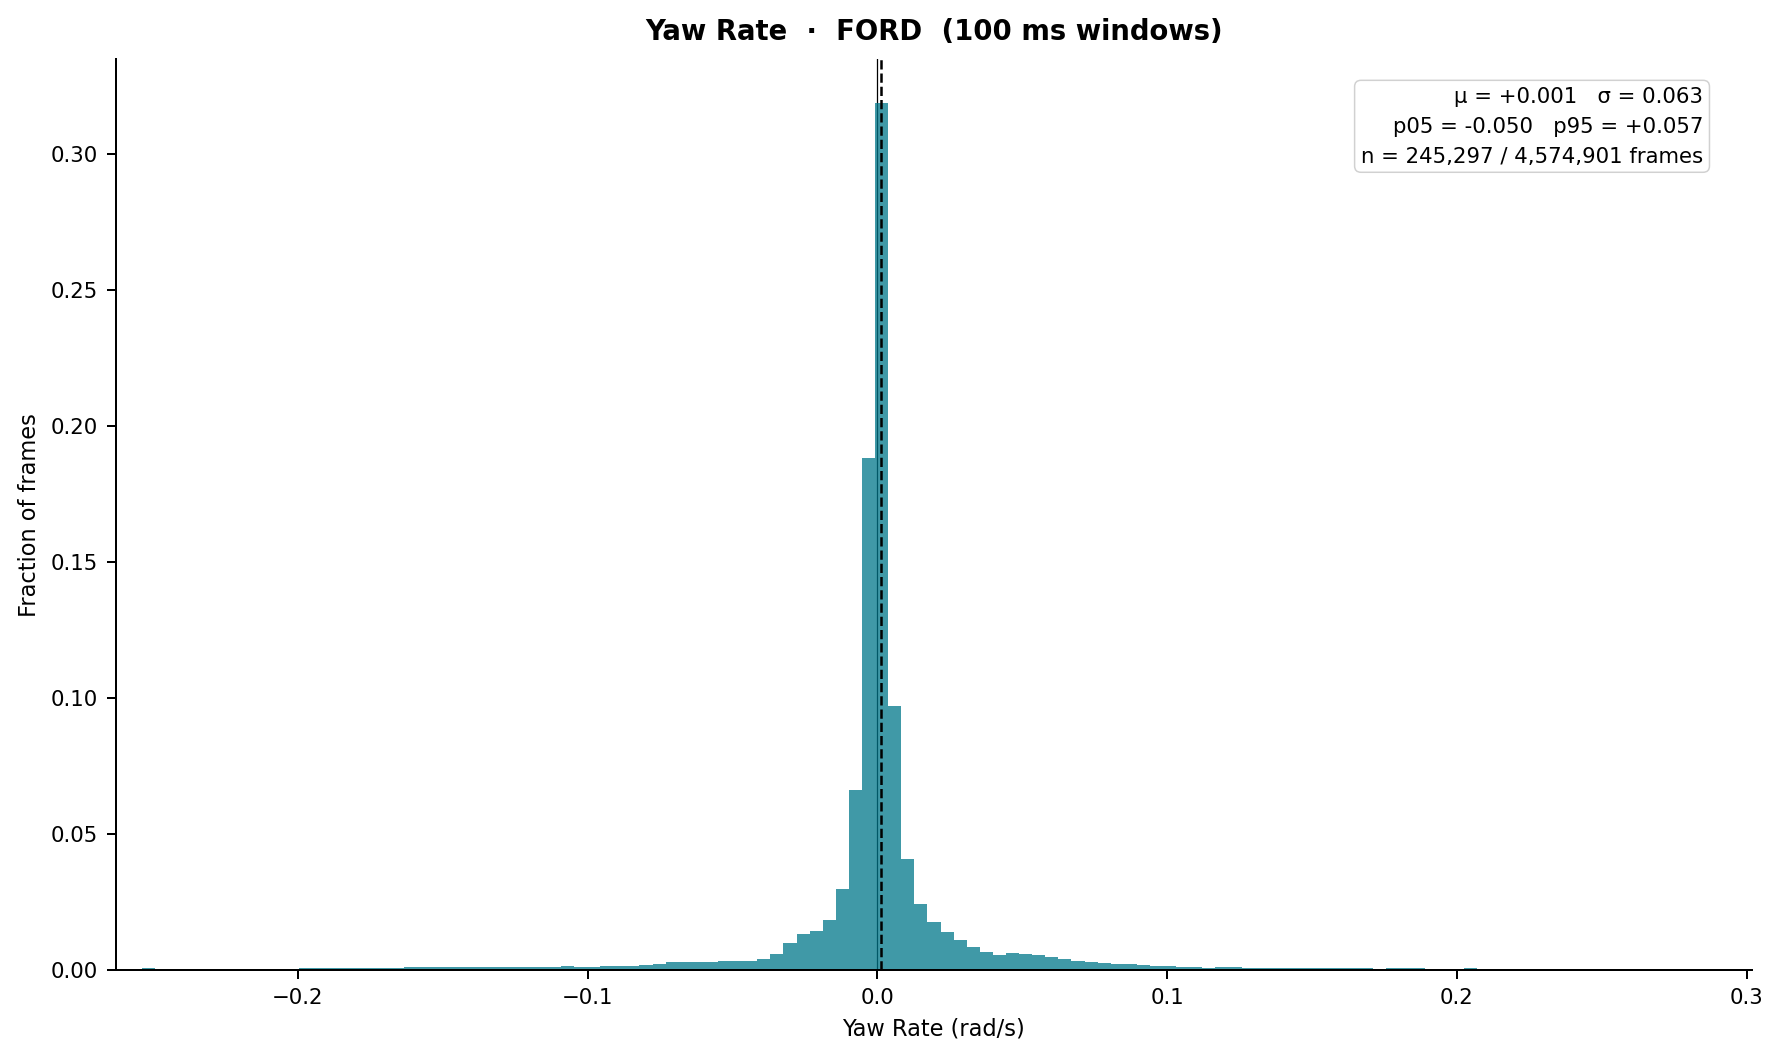 Yaw Rate · FORD (100 ms windows)
μ = +0.001 σ = 0.063
p05 = -0.050 p95 = +0.057
n = 245,297 / 4,574,901 frames
Fraction of frames
0.30
0.25
0.20
0.15
0.10
0.05
0.00
−0.2 −0.1 0.0 0.1 0.2 0.3
Yaw Rate (rad/s)